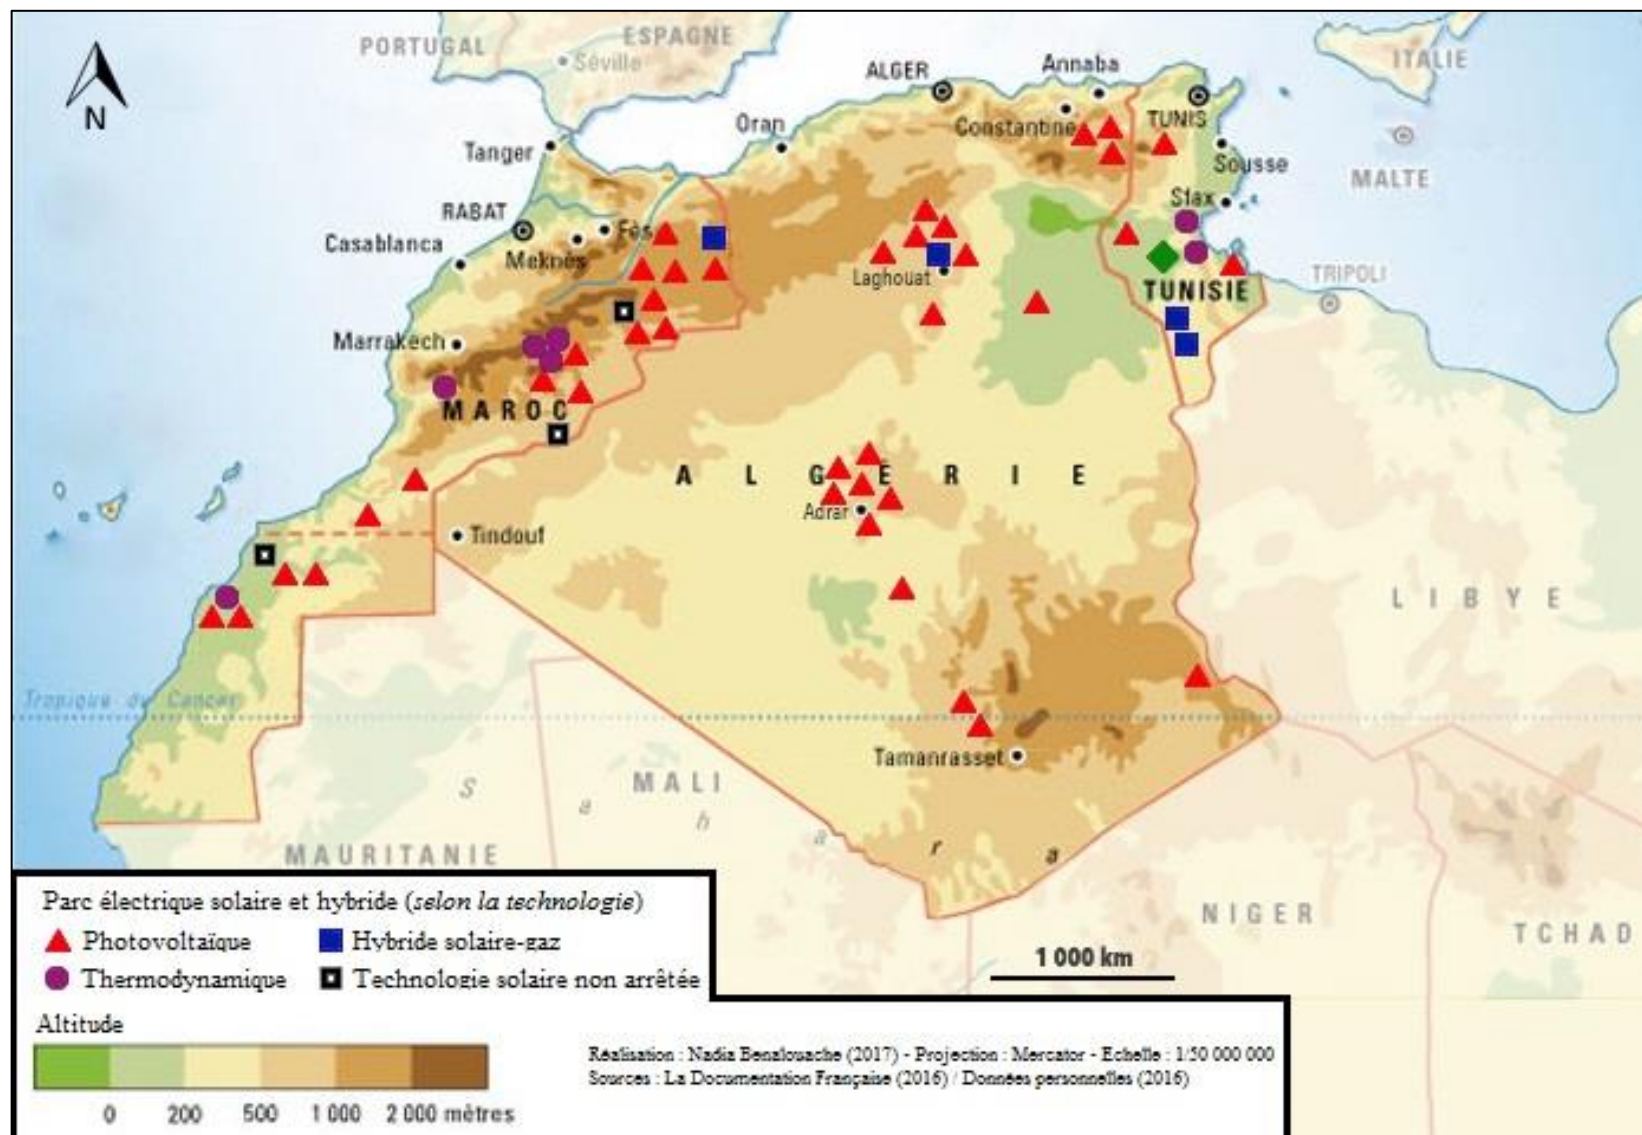 PORTUGAL
ESPAGNE
Séville
ITALIE
N
ALGER
Annaba
Oran
Constantine
TUNIS
Tanger
Sousse
MALTE
RABAT
Sfax
Casablanca
Fès
Meknès
Laghouat
TRIPOLI
TUNISIE
Marrakech
MAROC
ALGERIE
Adrar
Tindouf
LIBYE
Tropique du Cancer
Tamanrasset
MALI
S a h a r a
MAURITANIE
NIGER
TCHAD
1 000 km
Parc électrique solaire et hybride (selon la technologie)
Photovoltaïque
Hybride solaire-gaz
Thermodynamique
Technologie solaire non arrêtée
Altitude
0 200 500 1 000 2 000 mètres
Réalisation : Nadia Benalouache (2017) - Projection : Mercator - Echelle : 1/50 000 000
Sources : La Documentation Française (2016) / Données personnelles (2016)